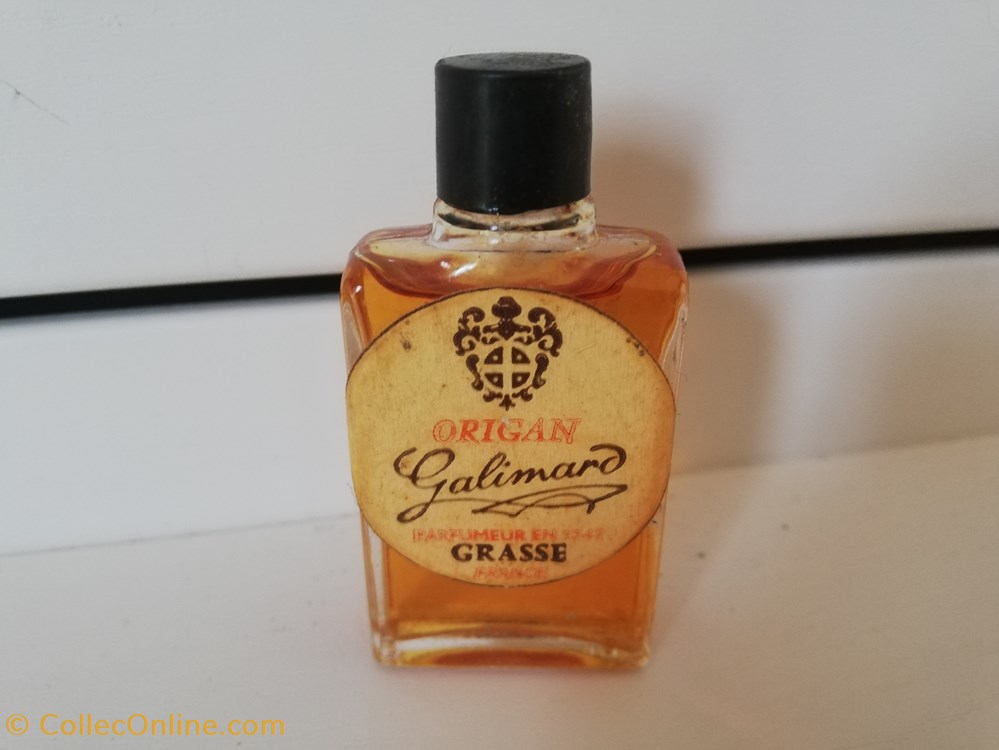 ORIGAN
Galimard
PARFUMEUR EN 1747
GRASSE
FRANCE
© CollecOnline.com